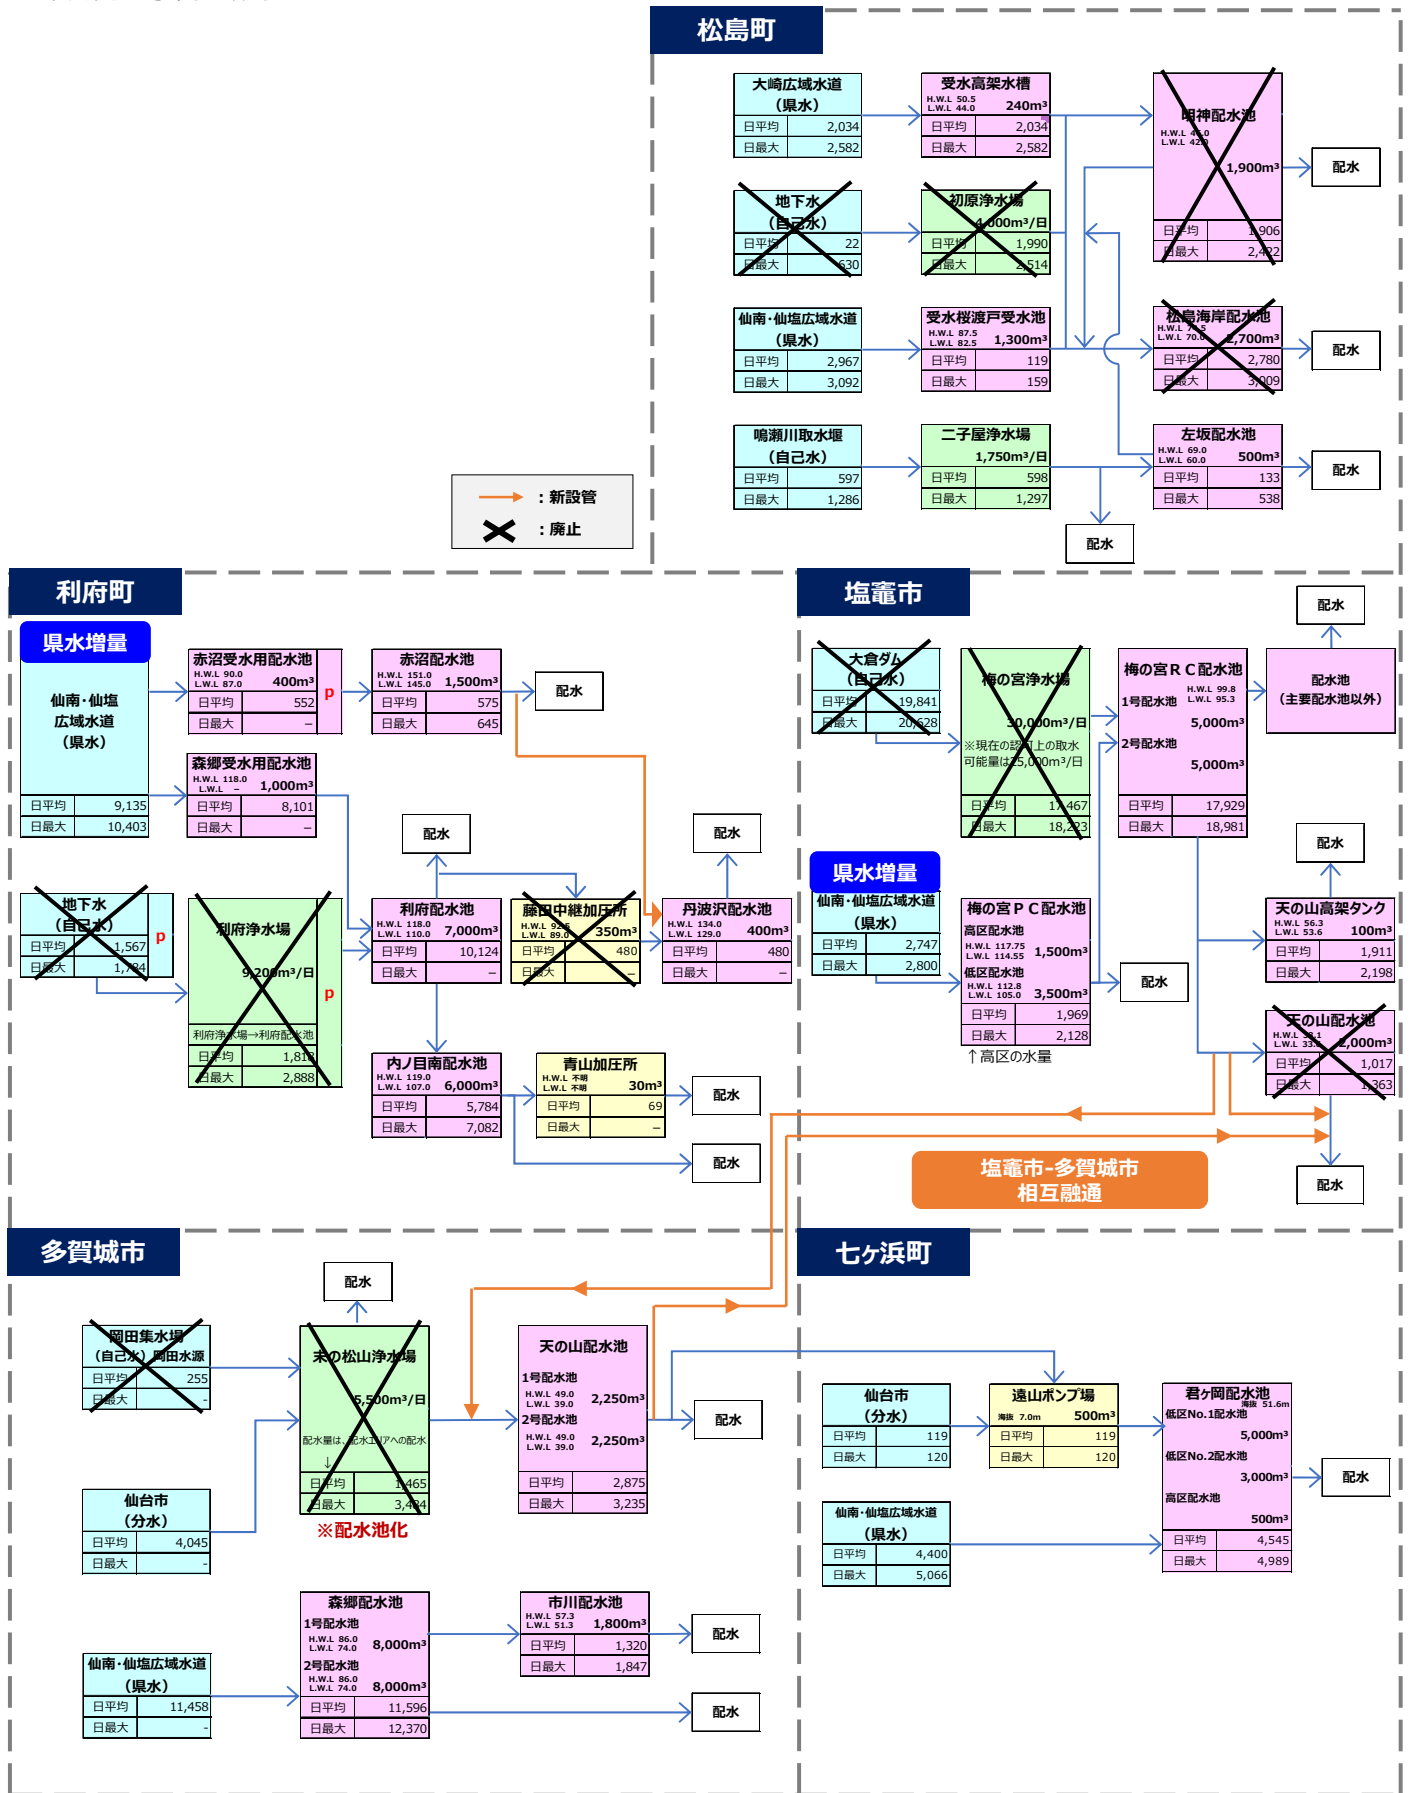 松島町
大崎広域水道
（県水）
日平均 2,034
日最大 2,582
受水高架水槽
H.W.L 50.5
L.W.L 44.0 240m³
日平均 2,034
日最大 2,582
明神配水池
1,900m³
日平均 1,906
日最大 2,422
配水
地下水
（自己水）
日平均 22
日最大 630
初原浄水場
4,000m³/日
日平均 1,990
日最大 2,514
仙南･仙塩広域水道
（県水）
日平均 2,967
日最大 3,092
受水桜渡戸受水池
H.W.L 87.5
L.W.L 82.5 1,300m³
日平均 119
日最大 159
松島海岸配水池
L.W.L 70.0 2,700m³
日平均 2,780
日最大 3,009
配水
鳴瀬川取水堰
（自己水）
日平均 597
日最大 1,286
二子屋浄水場
1,750m³/日
日平均 598
日最大 1,297
左坂配水池
H.W.L 69.0
L.W.L 60.0 500m³
日平均 133
日最大 538
配水
配水
：新設管
：廃止
利府町
県水増量
仙南･仙塩
広域水道
（県水）
日平均 9,135
日最大 10,403
赤沼受水用配水池
H.W.L 90.0
L.W.L 87.0 400m³
日平均 552
日最大 －
p
赤沼配水池
H.W.L 151.0
L.W.L 145.0 1,500m³
日平均 575
日最大 645
配水
森郷受水用配水池
H.W.L 118.0
L.W.L － 1,000m³
日平均 8,101
日最大 －
地下水
（自己水）
日平均 1,567
日最大 1,784
p
利府浄水場
9,200m³/日
利府浄水場→利府配水池
日平均 1,818
日最大 2,888
p
配水
利府配水池
H.W.L 118.0
L.W.L 110.0 7,000m³
日平均 10,124
日最大 －
藤田中継加圧所
L.W.L 89.0 350m³
日平均 480
日最大 －
配水
丹波沢配水池
H.W.L 134.0
L.W.L 129.0 400m³
日平均 480
日最大 －
内ノ目南配水池
H.W.L 119.0
L.W.L 107.0 6,000m³
日平均 5,784
日最大 7,082
青山加圧所
H.W.L 不明
L.W.L 不明 30m³
日平均 69
日最大 －
配水
配水
塩竈市
配水
大倉ダム
（自己水）
日平均 19,841
日最大 20,628
梅の宮浄水場
30,000m³/日
※現在の認可上の取水
可能量は25,000m³/日
日平均 17,467
日最大 18,223
梅の宮ＲＣ配水池
1号配水池 H.W.L 99.8
L.W.L 95.3
5,000m³
2号配水池
5,000m³
日平均 17,929
日最大 18,981
配水池
（主要配水池以外）
県水増量
仙南･仙塩広域水道
（県水）
日平均 2,747
日最大 2,800
梅の宮ＰＣ配水池
高区配水池
H.W.L 117.75
L.W.L 114.55 1,500m³
低区配水池
H.W.L 112.8
L.W.L 105.0 3,500m³
日平均 1,969
日最大 2,128
↑高区の水量
配水
配水
天の山高架タンク
H.W.L 56.3
L.W.L 53.6 100m³
日平均 1,911
日最大 2,198
天の山配水池
2,000m³
日平均 1,017
日最大 1,363
配水
塩竈市-多賀城市
相互融通
多賀城市
配水
岡田集水場
（自己水）岡田水源
日平均 255
日最大 -
末の松山浄水場
5,500m³/日
配水量は、配水エリアへの配水
↓
日平均 1,465
日最大 3,484
※配水池化
仙台市
（分水）
日平均 4,045
日最大 -
天の山配水池
1号配水池
H.W.L 49.0
L.W.L 39.0 2,250m³
2号配水池
H.W.L 49.0
L.W.L 39.0 2,250m³
日平均 2,875
日最大 3,235
配水
仙南･仙塩広域水道
（県水）
日平均 11,458
日最大 -
森郷配水池
1号配水池
H.W.L 86.0
L.W.L 74.0 8,000m³
2号配水池
H.W.L 86.0
L.W.L 74.0 8,000m³
日平均 11,596
日最大 12,370
市川配水池
H.W.L 57.3
L.W.L 51.3 1,800m³
日平均 1,320
日最大 1,847
配水
配水
七ヶ浜町
仙台市
（分水）
日平均 119
日最大 120
遠山ポンプ場
海抜 7.0m 500m³
日平均 119
日最大 120
君ヶ岡配水池
海抜 51.6m
低区No.1配水池
5,000m³
低区No.2配水池
3,000m³
高区配水池
500m³
日平均 4,545
日最大 4,989
配水
仙南･仙塩広域水道
（県水）
日平均 4,400
日最大 5,066